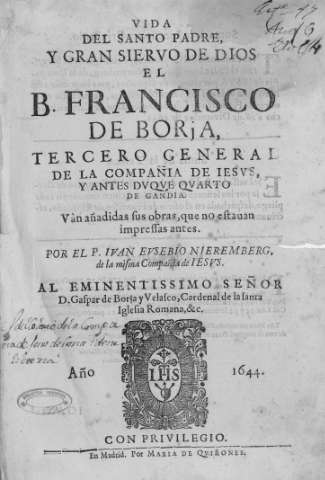 VIDA
DEL SANTO PADRE,
Y GRAN SIERVO DE DIOS
EL
B. FRANCISCO
DE BORjA,
TERCERO GENERAL
DE LA COMPAÑIA DE IESVS,
Y ANTES DVQVE QVARTO
DE GANDIA.
Vàn añadidas sus obras, que no estauan
impressas antes.
POR EL P. IVAN EVSEBIO NIEREMBERG,
de la misma Compañia de IESVS.
AL EMINENTISSIMO SEÑOR
D. Gaspar de Borja y Velasco, Cardenal de la santa
Iglesia Romana, &c.
IHS
Año 1644.
CON PRIVILEGIO.
En Madrid. Por MARIA DE QUIÑONES.